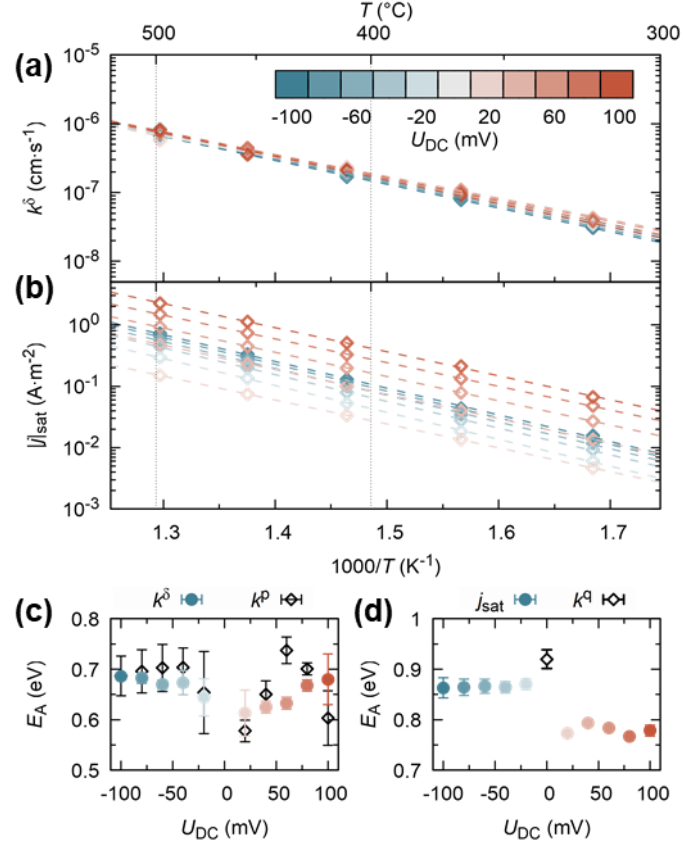 T (°C)
500 400 300
(a)
10⁻⁵
10⁻⁶
10⁻⁷
10⁻⁸
k^δ (cm·s⁻¹)
-100 -60 -20 20 60 100
U_DC (mV)
(b)
10⁰
10⁻¹
10⁻²
10⁻³
|j|_sat (A·m⁻²)
1.3 1.4 1.5 1.6 1.7
1000/T (K⁻¹)
(c)
k^δ k^p
0.8
0.7
0.6
0.5
E_A (eV)
-100 -50 0 50 100
U_DC (mV)
(d)
j_sat k^q
1
0.9
0.8
0.7
E_A (eV)
-100 -50 0 50 100
U_DC (mV)